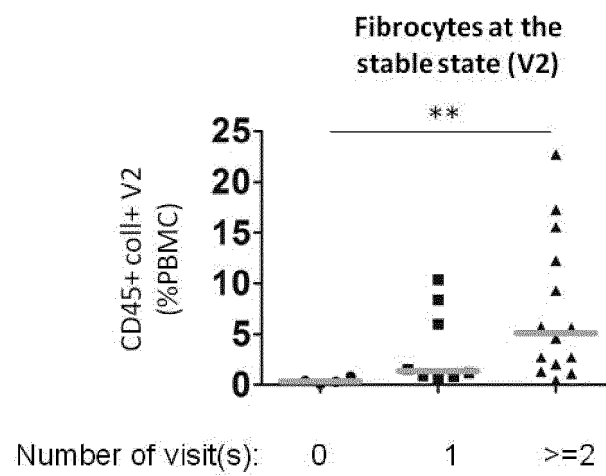 Fibrocytes at the
stable state (V2)
**
CD45+ coll+ V2
(%PBMC)
25
20
15
10
5
0
Number of visit(s): 0 1 >=2